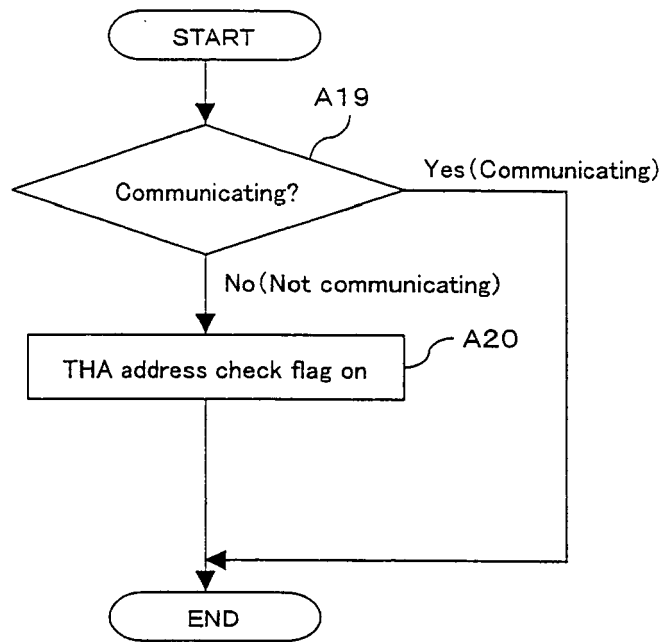 START
A19
Communicating?
Yes(Communicating)
No(Not communicating)
A20
THA address check flag on
END